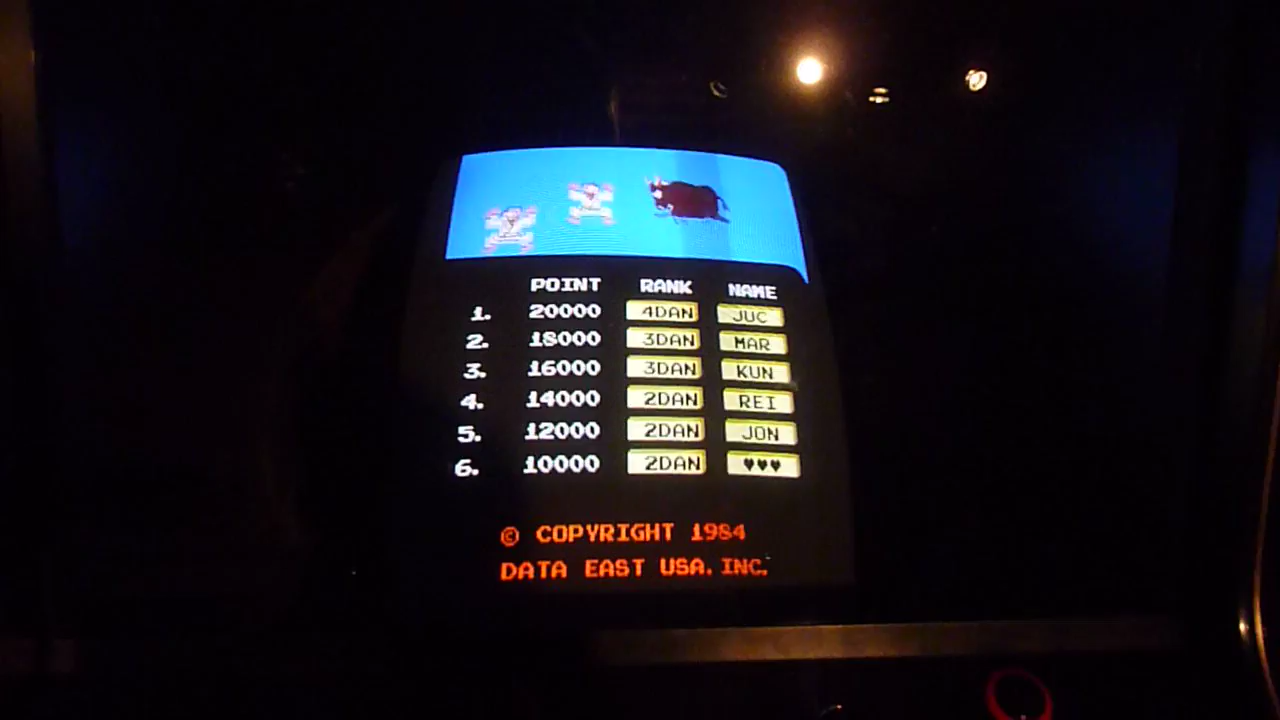 POINT RANK NAME
1. 20000 4DAN JUC
2. 18000 3DAN MAR
3. 16000 3DAN KUN
4. 14000 2DAN REI
5. 12000 2DAN JON
6. 10000 2DAN ♥♥♥
© COPYRIGHT 1984
DATA EAST USA. INC.